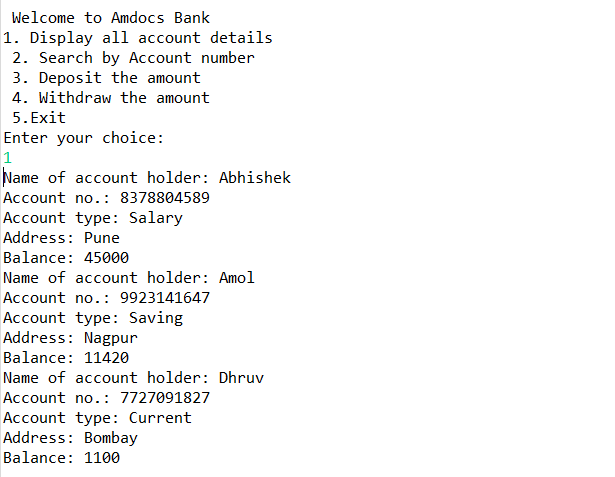 Welcome to Amdocs Bank
1. Display all account details
2. Search by Account number
3. Deposit the amount
4. Withdraw the amount
5.Exit
Enter your choice:
1
Name of account holder: Abhishek
Account no.: 8378804589
Account type: Salary
Address: Pune
Balance: 45000
Name of account holder: Amol
Account no.: 9923141647
Account type: Saving
Address: Nagpur
Balance: 11420
Name of account holder: Dhruv
Account no.: 7727091827
Account type: Current
Address: Bombay
Balance: 1100